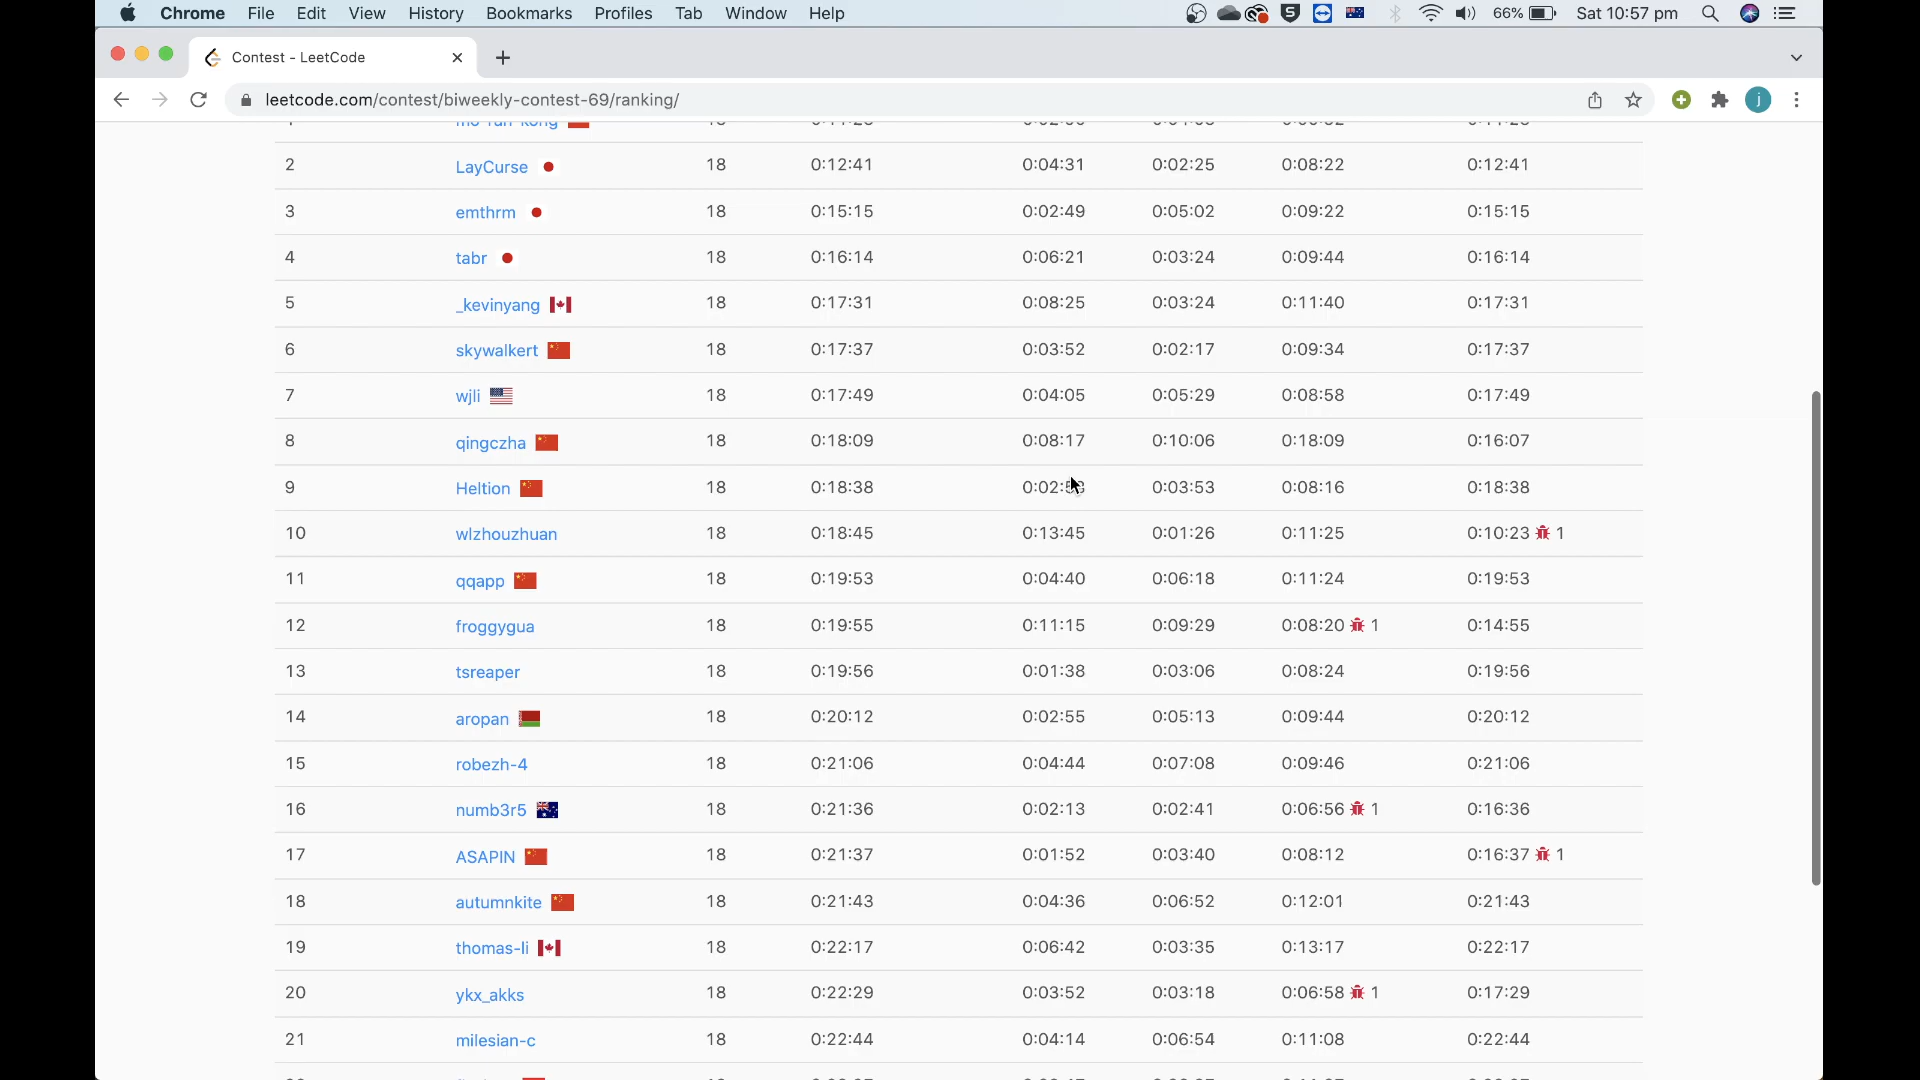 Chrome File Edit View History Bookmarks Profiles Tab Window Help 66% Sat 10:57 pm
Contest - LeetCode
leetcode.com/contest/biweekly-contest-69/ranking/ j
2 LayCurse 18 0:12:41 0:04:31 0:02:25 0:08:22 0:12:41
3 emthrm 18 0:15:15 0:02:49 0:05:02 0:09:22 0:15:15
4 tabr 18 0:16:14 0:06:21 0:03:24 0:09:44 0:16:14
5 _kevinyang 18 0:17:31 0:08:25 0:03:24 0:11:40 0:17:31
6 skywalkert 18 0:17:37 0:03:52 0:02:17 0:09:34 0:17:37
7 wjli 18 0:17:49 0:04:05 0:05:29 0:08:58 0:17:49
8 qingczha 18 0:18:09 0:08:17 0:10:06 0:18:09 0:16:07
9 Heltion 18 0:18:38 0:03:53 0:08:16 0:18:38
10 wlzhouzhuan 18 0:18:45 0:13:45 0:01:26 0:11:25 0:10:23 1
11 qqapp 18 0:19:53 0:04:40 0:06:18 0:11:24 0:19:53
12 froggygua 18 0:19:55 0:11:15 0:09:29 0:08:20 1 0:14:55
13 tsreaper 18 0:19:56 0:01:38 0:03:06 0:08:24 0:19:56
14 aropan 18 0:20:12 0:02:55 0:05:13 0:09:44 0:20:12
15 robezh-4 18 0:21:06 0:04:44 0:07:08 0:09:46 0:21:06
16 numb3r5 18 0:21:36 0:02:13 0:02:41 0:06:56 1 0:16:36
17 ASAPIN 18 0:21:37 0:01:52 0:03:40 0:08:12 0:16:37 1
18 autumnkite 18 0:21:43 0:04:36 0:06:52 0:12:01 0:21:43
19 thomas-li 18 0:22:17 0:06:42 0:03:35 0:13:17 0:22:17
20 ykx_akks 18 0:22:29 0:03:52 0:03:18 0:06:58 1 0:17:29
21 milesian-c 18 0:22:44 0:04:14 0:06:54 0:11:08 0:22:44